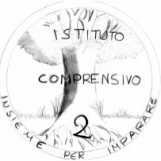 ISTITUTO
COMPRENSIVO
2
INSIEME PER IMPARARE